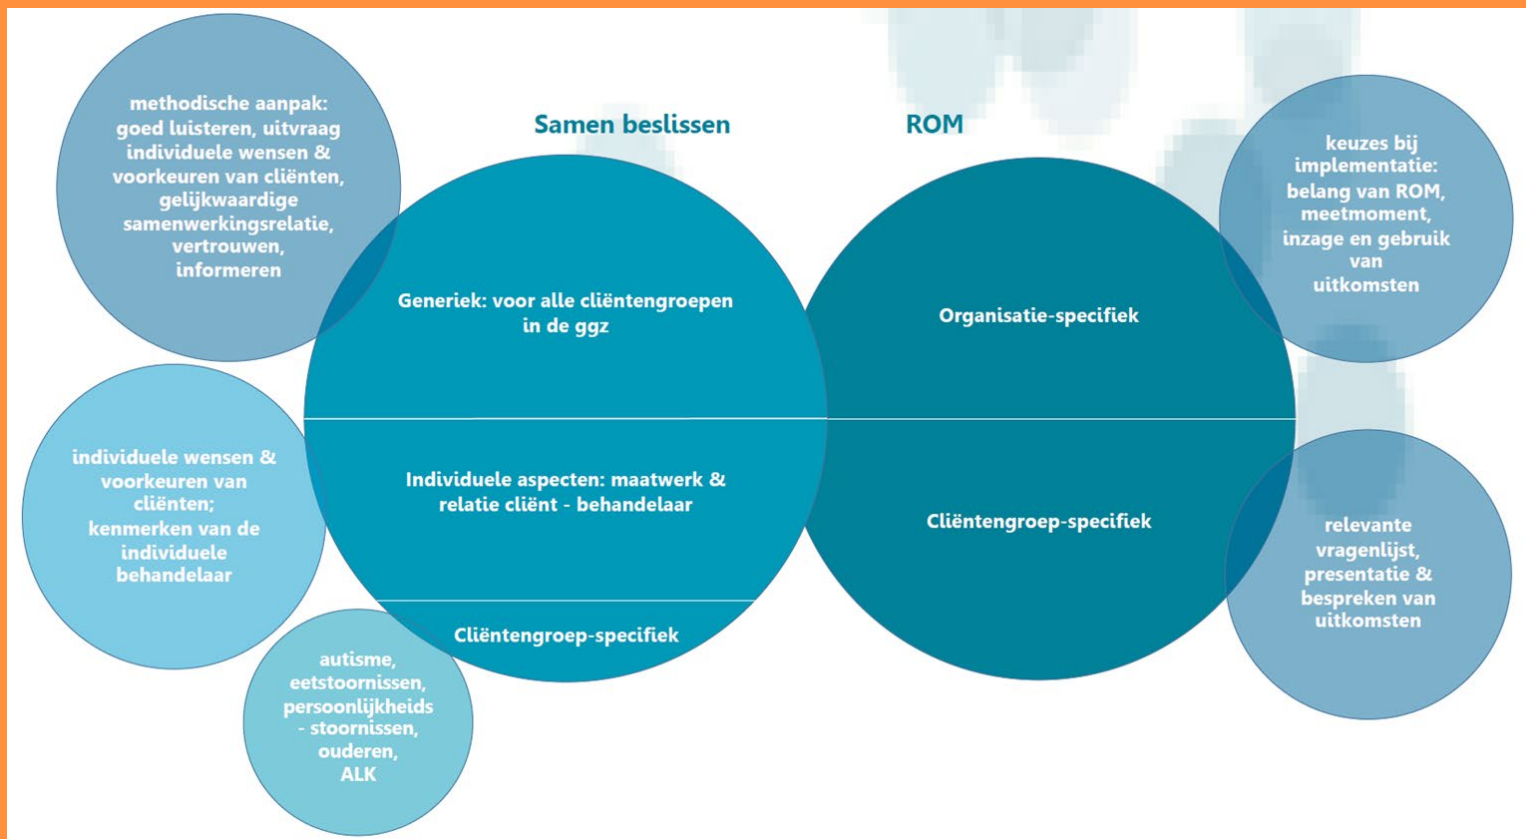 methodische aanpak:
goed luisteren, uitvraag
individuele wensen &
voorkeuren van cliënten,
gelijkwaardige
samenwerkingsrelatie,
vertrouwen,
informeren
individuele wensen &
voorkeuren van
cliënten;
kenmerken van de
individuele
behandelaar
autisme,
eetstoornissen,
persoonlijkheids
- stoornissen,
ouderen,
ALK
Samen beslissen
Generiek: voor alle cliëntengroepen
in de ggz
Individuele aspecten: maatwerk &
relatie cliënt - behandelaar
Cliëntengroep-specifiek
ROM
Organisatie-specifiek
Cliëntengroep-specifiek
keuzes bij
implementatie:
belang van ROM,
meetmoment,
inzage en gebruik
van
uitkomsten
relevante
vragenlijst,
presentatie &
bespreken van
uitkomsten